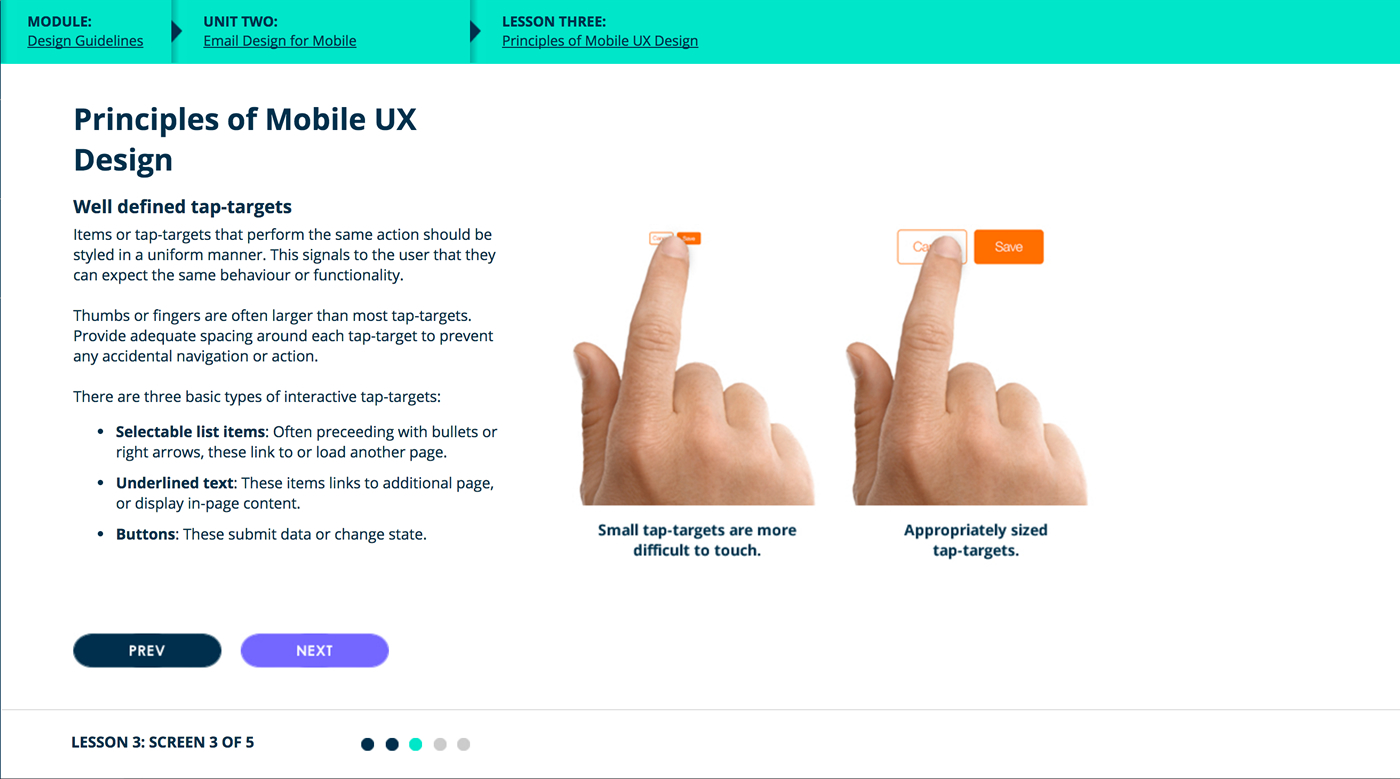 MODULE:
Design Guidelines
UNIT TWO:
Email Design for Mobile
LESSON THREE:
Principles of Mobile UX Design
Principles of Mobile UX
Design
Well defined tap-targets
Items or tap-targets that perform the same action should be
styled in a uniform manner. This signals to the user that they
can expect the same behaviour or functionality.
Thumbs or fingers are often larger than most tap-targets.
Provide adequate spacing around each tap-target to prevent
any accidental navigation or action.
There are three basic types of interactive tap-targets:
• Selectable list items: Often preceeding with bullets or
right arrows, these link to or load another page.
• Underlined text: These items links to additional page,
or display in-page content.
• Buttons: These submit data or change state.
Save
Save
Small tap-targets are more
difficult to touch.
Appropriately sized
tap-targets.
PREV
NEXT
LESSON 3: SCREEN 3 OF 5